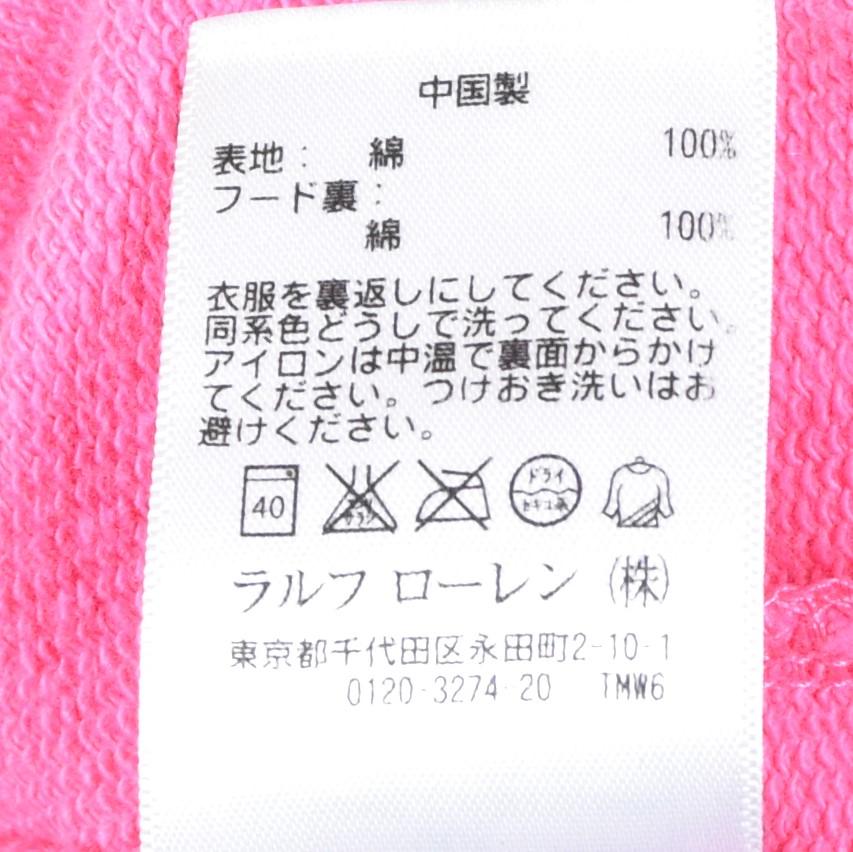 中国製
表地： 綿 100%
フード裏：
綿 100%
衣服を裏返しにしてください。
同系色どうしで洗ってください。
アイロンは中温で裏面からかけ
てください。つけおき洗いはお
避けください。
40
ドライ
ラルフ ローレン (株)
東京都千代田区永田町2-10-1
0120-3274-20 TMW6